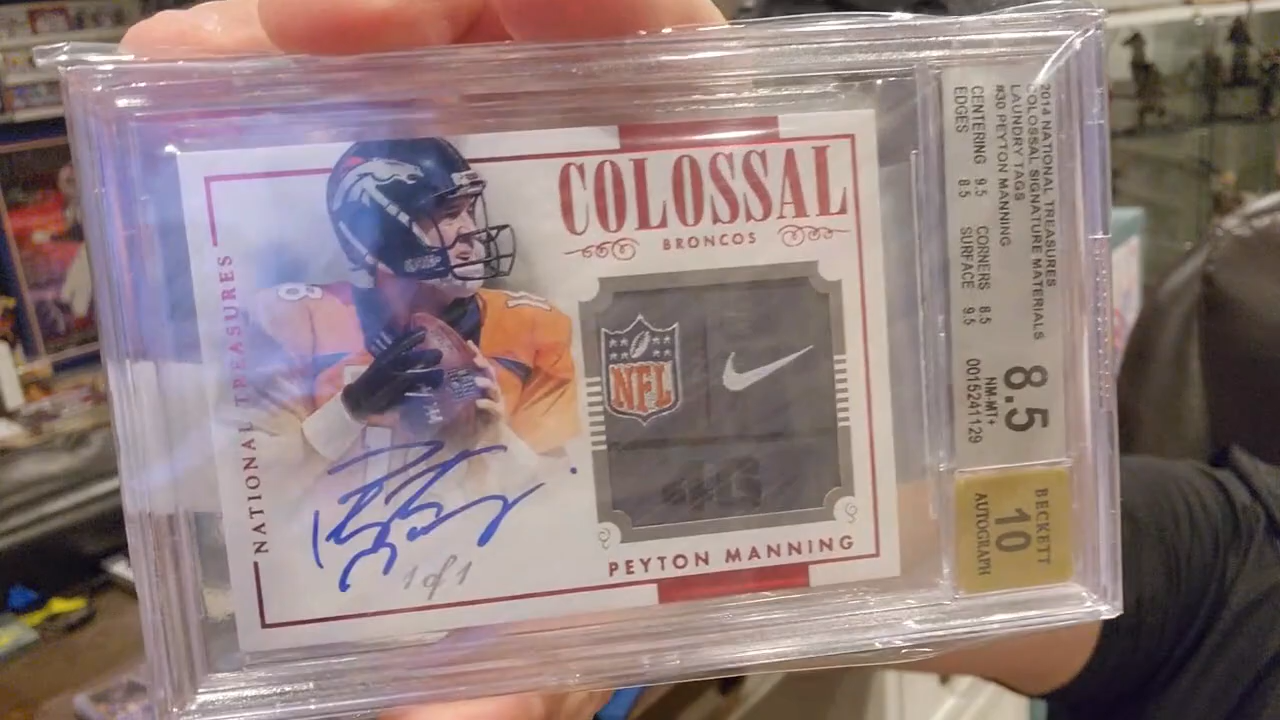 NATIONAL TREASURES
COLOSSAL
BRONCOS
18
NFL
46
PEYTON MANNING
1 of 1
2014 NATIONAL TREASURES
COLOSSAL SIGNATURE MATERIALS
LAUNDRY TAGS
#30 PEYTON MANNING
CENTERING 9.5 CORNERS 8.5
EDGES 8.5 SURFACE 9.5
8.5
NM-MT+
0015241129
BECKETT
10
AUTOGRAPH